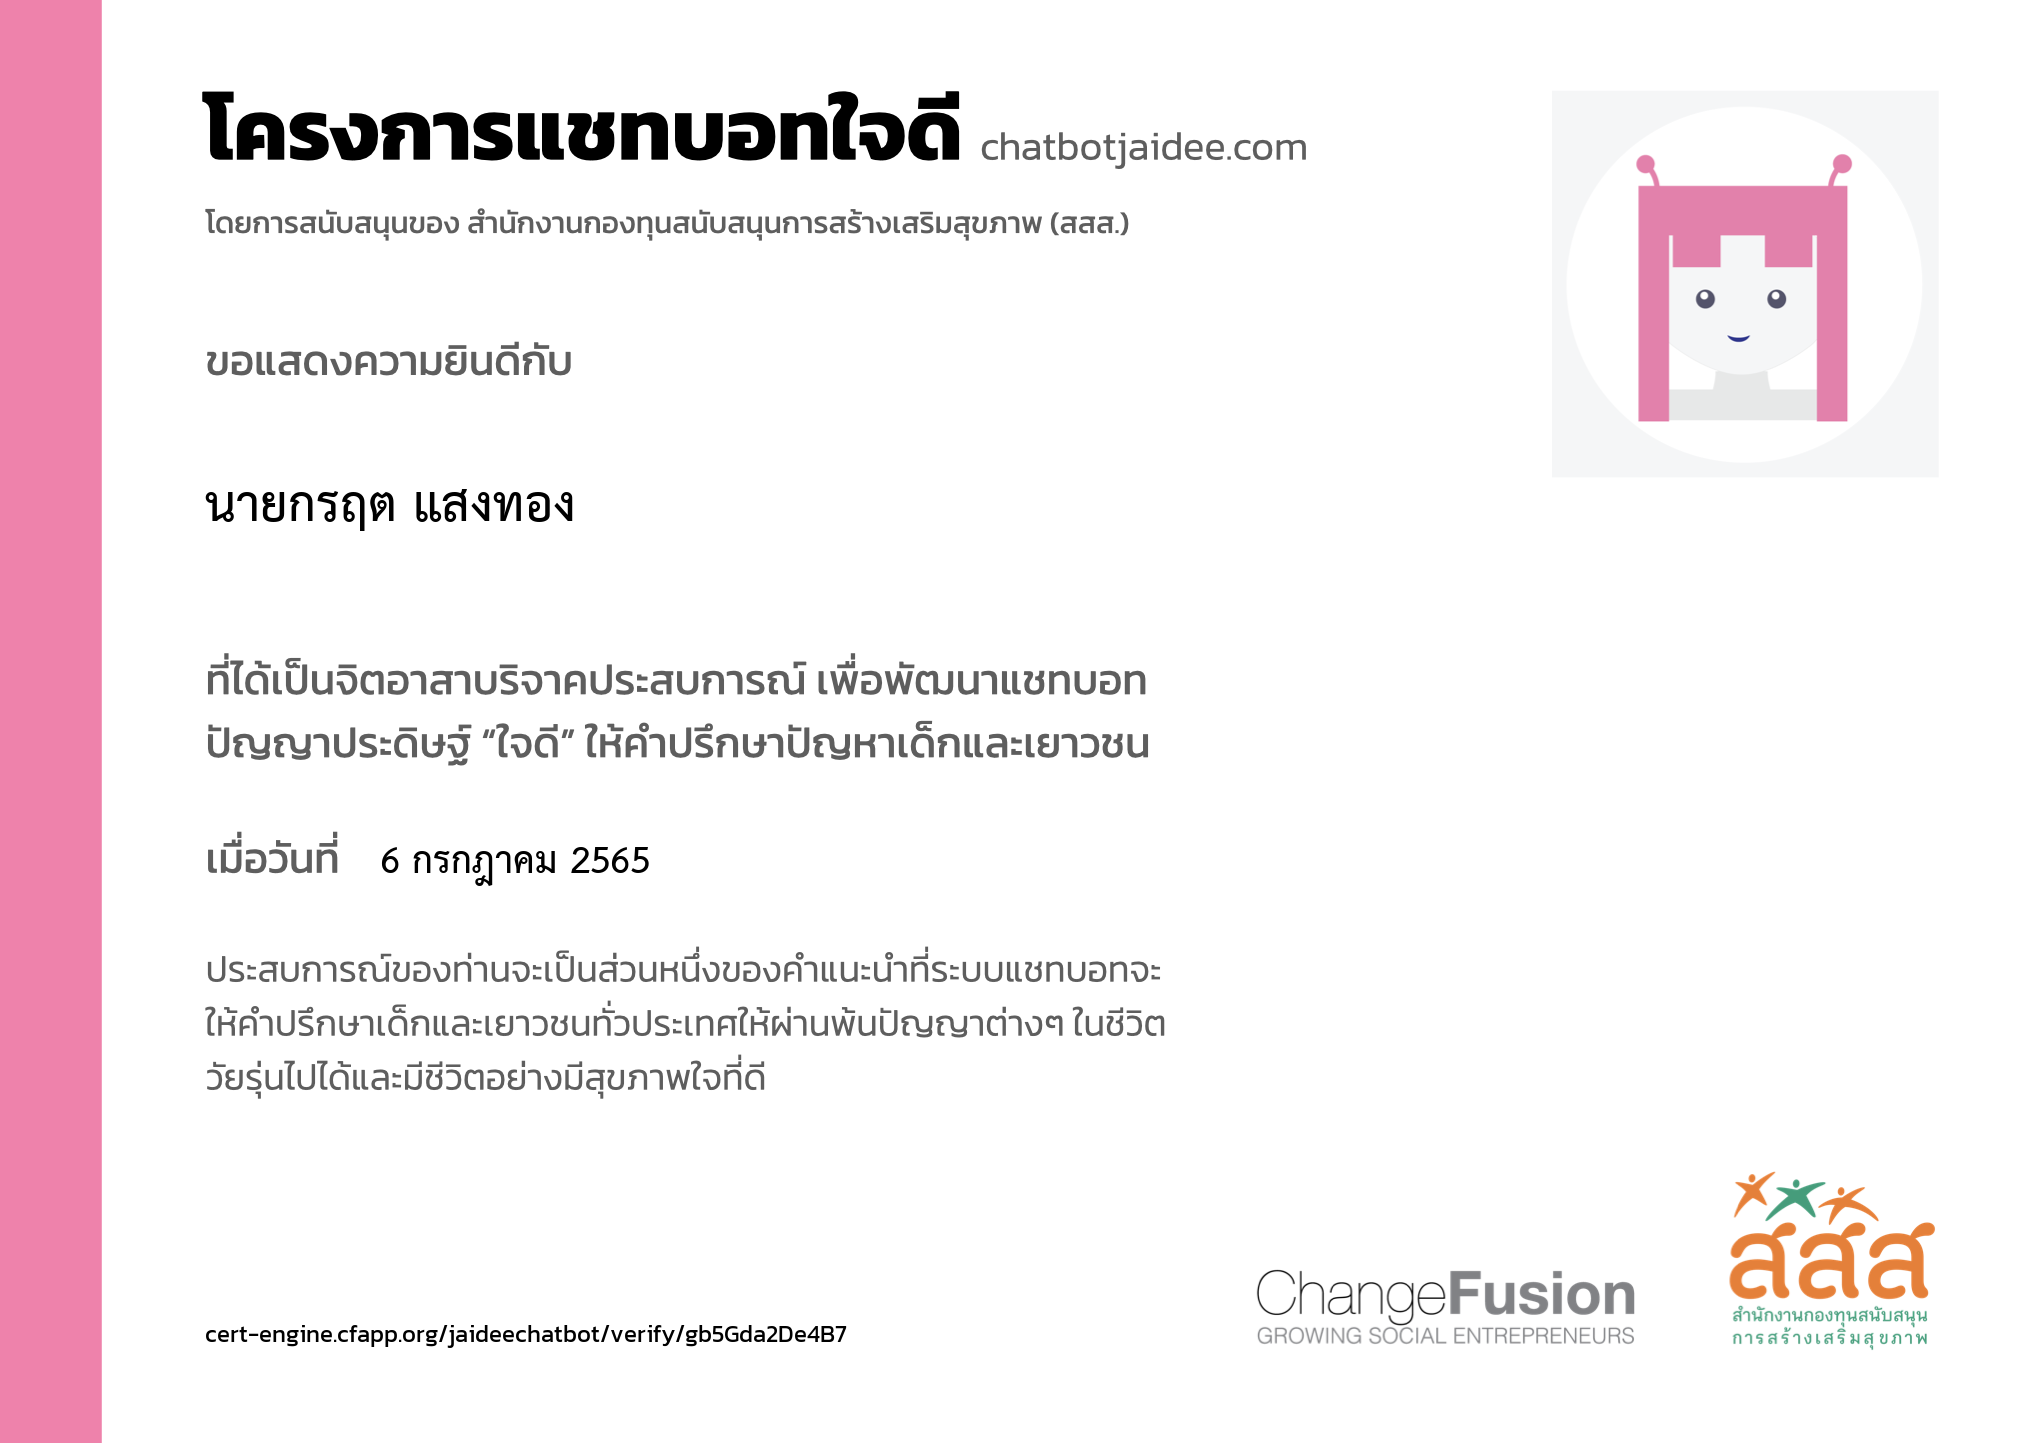 โครงการแชทบอทใจดี chatbotjaidee.com
โดยการสนับสนุนของ สำนักงานกองทุนสนับสนุนการสร้างเสริมสุขภาพ (สสส.)
ขอแสดงความยินดีกับ
นายกรฤต แสงทอง
ที่ได้เป็นจิตอาสาบริจาคประสบการณ์ เพื่อพัฒนาแชทบอท
ปัญญาประดิษฐ์ “ใจดี” ให้คำปรึกษาปัญหาเด็กและเยาวชน
เมื่อวันที่ 6 กรกฎาคม 2565
ประสบการณ์ของท่านจะเป็นส่วนหนึ่งของคำแนะนำที่ระบบแชทบอทจะ
ให้คำปรึกษาเด็กและเยาวชนทั่วประเทศให้ผ่านพ้นปัญญาต่างๆ ในชีวิต
วัยรุ่นไปได้และมีชีวิตอย่างมีสุขภาพใจที่ดี
cert-engine.cfapp.org/jaideechatbot/verify/gb5Gda2De4B7
ChangeFusion
GROWING SOCIAL ENTREPRENEURS
สสส
สำนักงานกองทุนสนับสนุน
การสร้างเสริมสุขภาพ